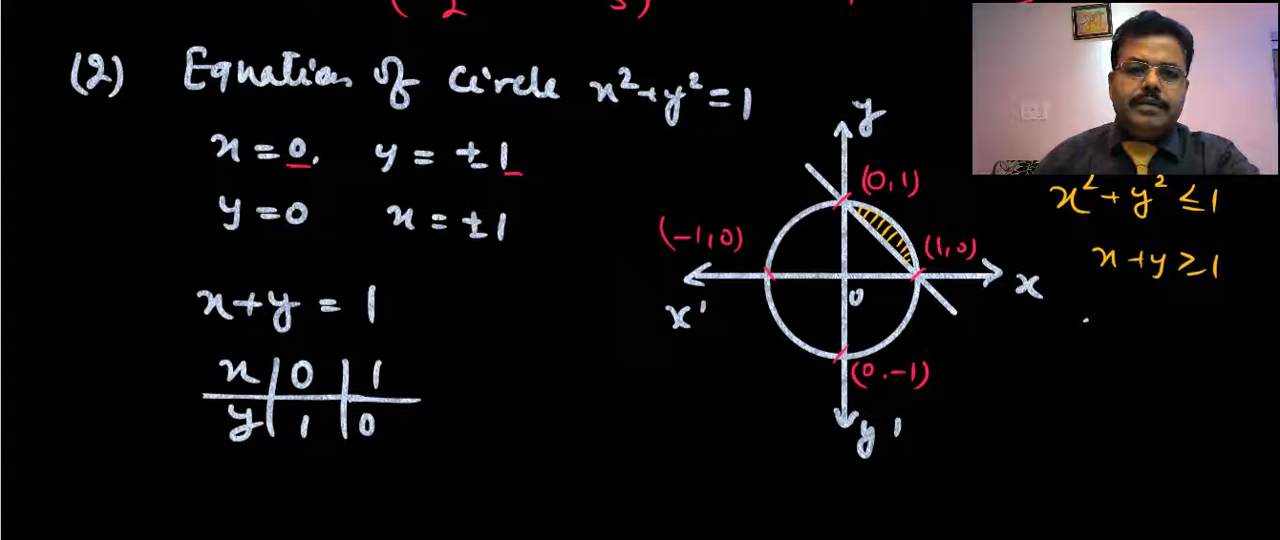 (2) Equation of Circle x²+y²=1
x = 0, y = ±1
y=0 x = ±1
x+y = 1
x | 0 | 1
y | 1 | 0
y
(0,1)
(-1,0)
(1,0)
x'
0
x
(0.-1)
y'
x²+y² ≤1
x+y ≥1